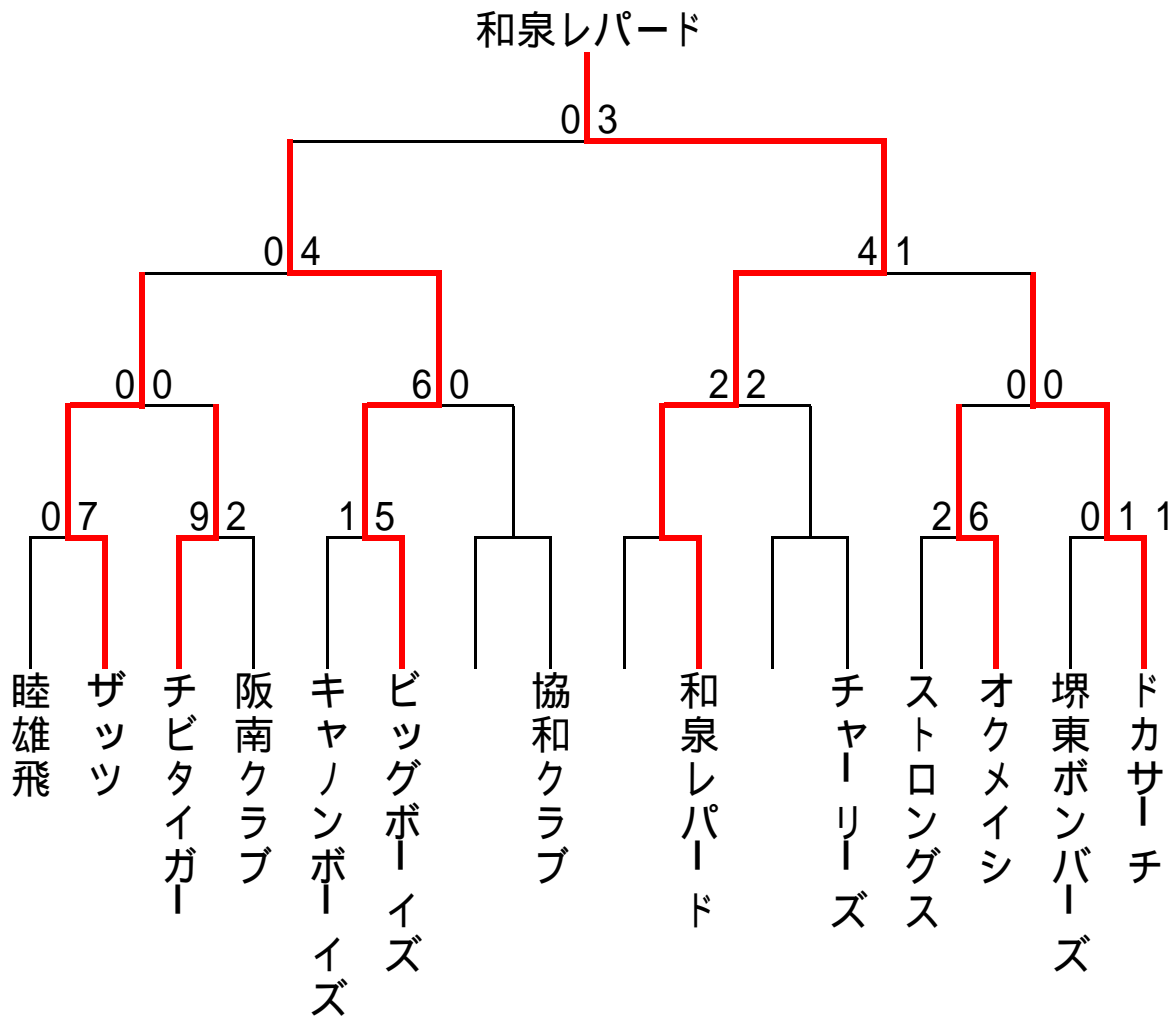 和泉レパード
0 3
0 4
4 1
0 0
6 0
2 2
0 0
0 7
9 2
1 5
2 6
0 1 1
睦雄飛
ザッツ
チビタイガー
阪南クラブ
キャノンボーイズ
ビッグボーイズ
協和クラブ
和泉レパード
チャーリーズ
ストロングス
オクメイシ
堺東ボンバーズ
ドカサーチ